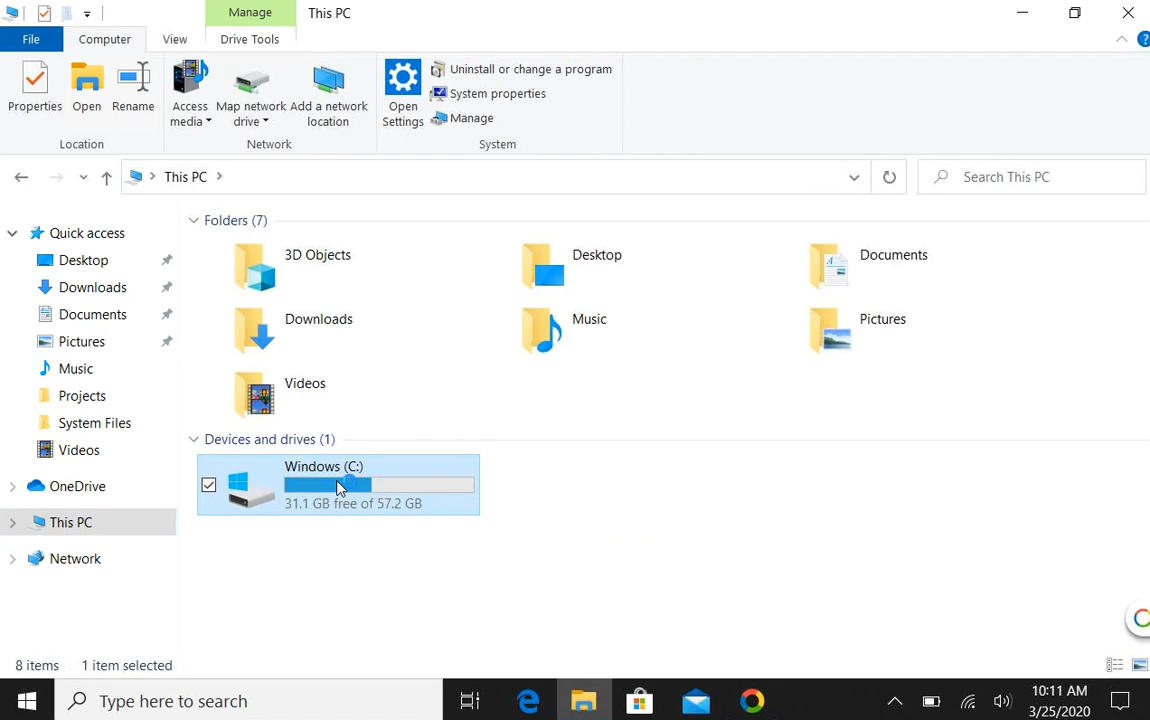 Manage
This PC
File
Computer
View
Drive Tools
Properties
Open
Rename
Access media
Map network drive
Add a network location
Open Settings
Uninstall or change a program
System properties
Manage
Location
Network
System
This PC
Search This PC
Quick access
Desktop
Downloads
Documents
Pictures
Music
Projects
System Files
Videos
OneDrive
This PC
Network
Folders (7)
3D Objects
Desktop
Documents
Downloads
Music
Pictures
Videos
Devices and drives (1)
Windows (C:)
31.1 GB free of 57.2 GB
8 items
1 item selected
Type here to search
10:11 AM
3/25/2020